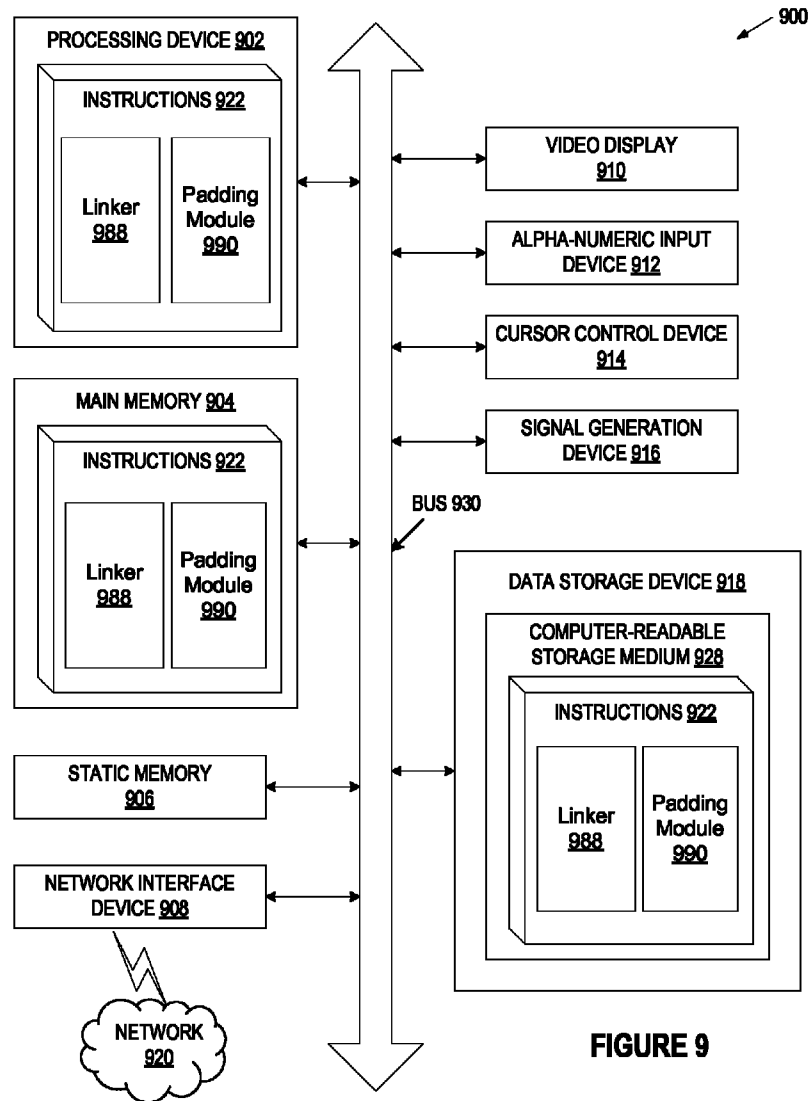 900
PROCESSING DEVICE 902
INSTRUCTIONS 922
Linker
988
Padding
Module
990
MAIN MEMORY 904
INSTRUCTIONS 922
Linker
988
Padding
Module
990
STATIC MEMORY
906
NETWORK INTERFACE
DEVICE 908
NETWORK
920
BUS 930
VIDEO DISPLAY
910
ALPHA-NUMERIC INPUT
DEVICE 912
CURSOR CONTROL DEVICE
914
SIGNAL GENERATION
DEVICE 916
DATA STORAGE DEVICE 918
COMPUTER-READABLE
STORAGE MEDIUM 928
INSTRUCTIONS 922
Linker
988
Padding
Module
990
FIGURE 9